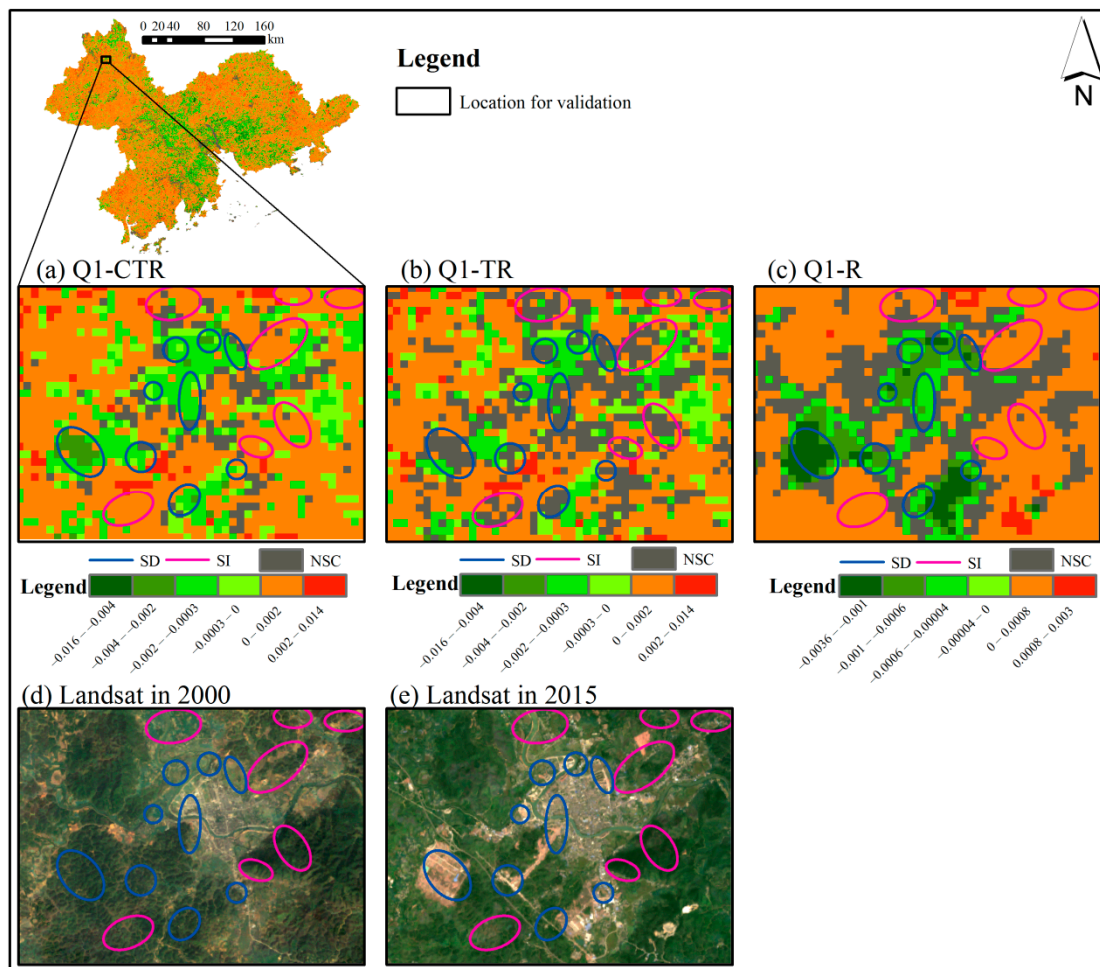 0 20 40 80 120 160
km
Legend
Location for validation
N
(a) Q1-CTR
(b) Q1-TR
(c) Q1-R
SD SI NSC
Legend
−0.016 – −0.004
−0.004 – −0.002
−0.002 – −0.0003
−0.0003 – 0
0 – 0.002
0.002 – 0.014
SD SI NSC
Legend
−0.016 – −0.004
−0.004 – −0.002
−0.002 – −0.0003
−0.0003 – 0
0 – 0.002
0.002 – 0.014
SD SI NSC
Legend
−0.0036 – −0.001
−0.001 – −0.0006
−0.0006 – −0.00004
−0.00004 – 0
0 – 0.0008
0.0008 – 0.003
(d) Landsat in 2000
(e) Landsat in 2015